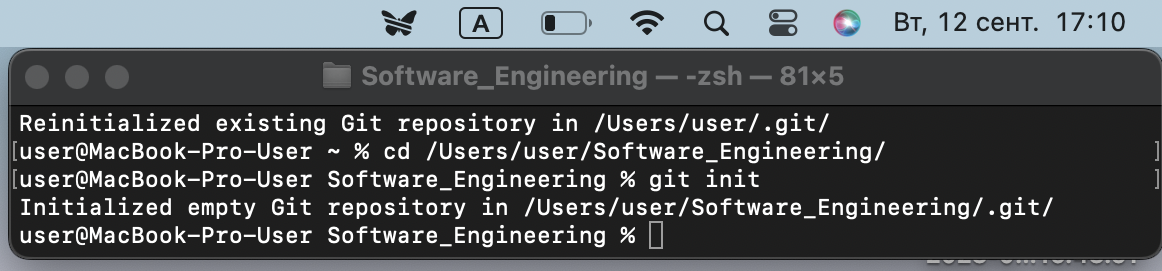 A
Вт, 12 сент. 17:10
Software_Engineering — -zsh — 81×5
Reinitialized existing Git repository in /Users/user/.git/
[user@MacBook-Pro-User ~ % cd /Users/user/Software_Engineering/ ]
[user@MacBook-Pro-User Software_Engineering % git init ]
Initialized empty Git repository in /Users/user/Software_Engineering/.git/
user@MacBook-Pro-User Software_Engineering %